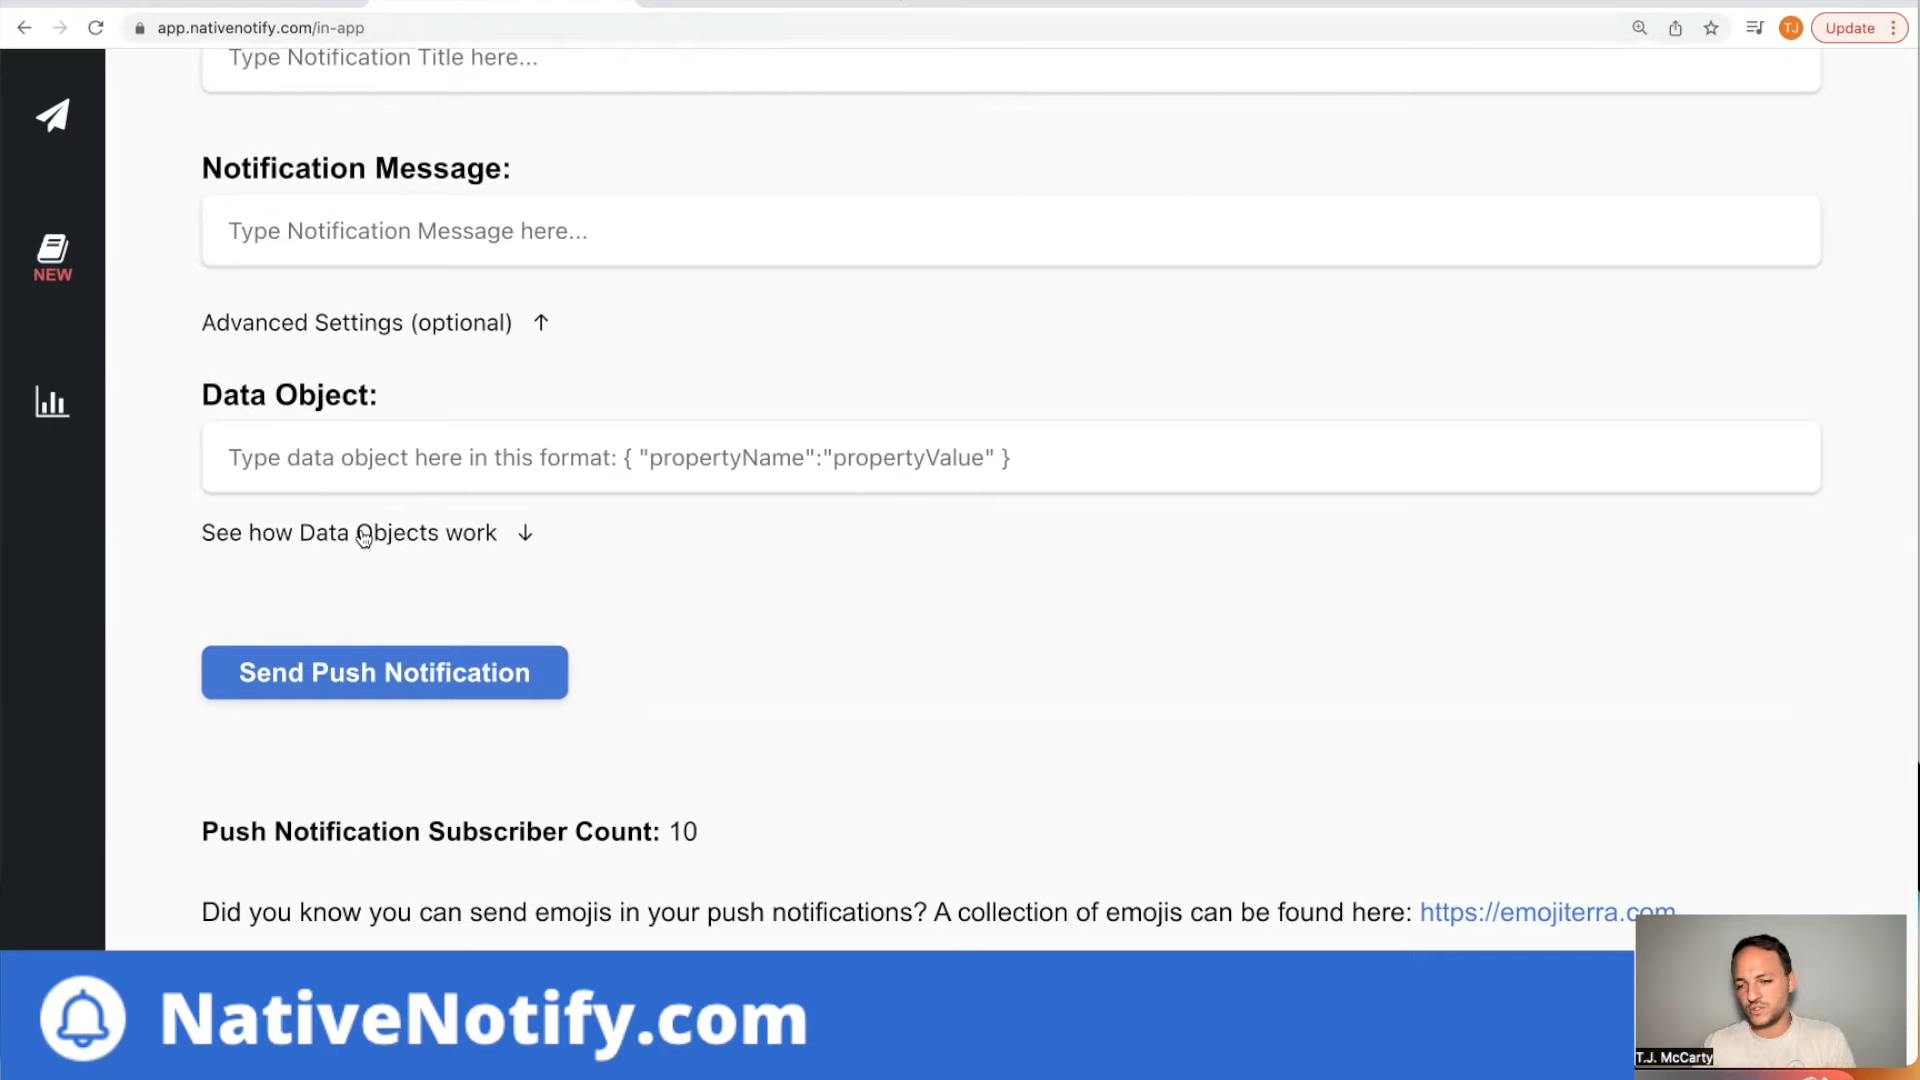 app.nativenotify.com/in-app
TJ
Update
Type Notification Title here...
NEW
Notification Message:
Type Notification Message here...
Advanced Settings (optional) ↑
Data Object:
Type data object here in this format: { "propertyName":"propertyValue" }
See how Data Objects work ↓
Send Push Notification
Push Notification Subscriber Count: 10
Did you know you can send emojis in your push notifications? A collection of emojis can be found here: https://emojiterra.com
NativeNotify.com
T.J. McCarty